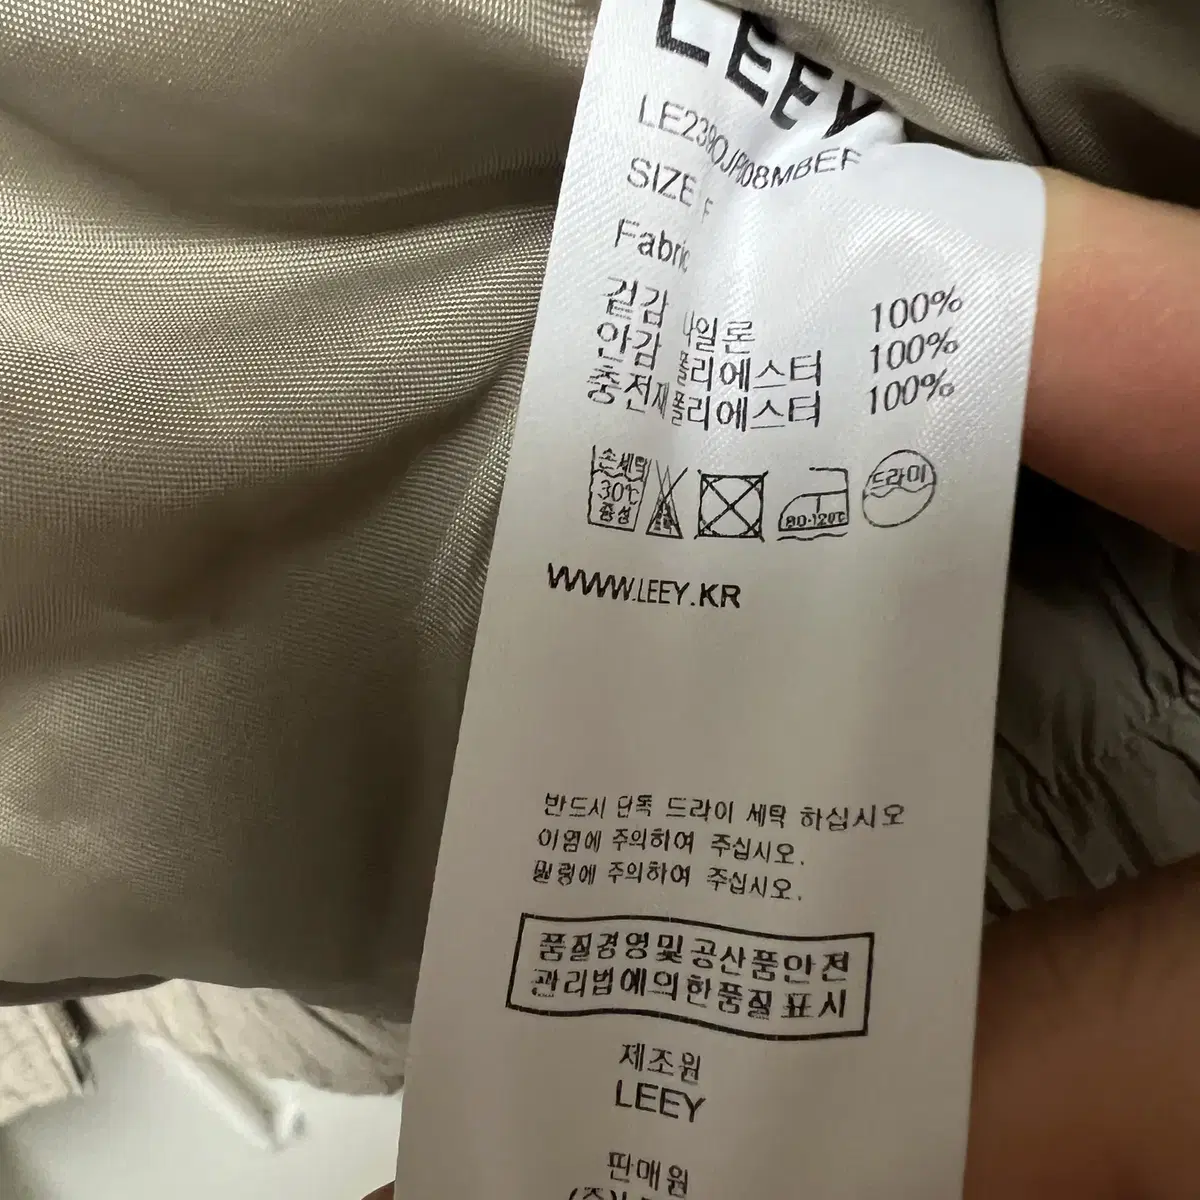 LEEY
SIZE F
Fabric
겉감 나일론 100%
안감 폴리에스터 100%
충전재 폴리에스터 100%
손세탁
30℃
중성
80-120℃
드라이
WWW.LEEY.KR
반드시 단독 드라이 세탁 하십시오
이염에 주의하여 주십시오.
밀링에 주의하여 주십시오.
품질경영및 공산품안전
관리법에의한품질 표시
제조원
LEEY
판매원